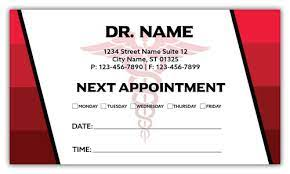 DR. NAME
1234 Street Name Suite 12
City Name, ST 01325
P: 123-456-7890 | F: 123-456-7899
NEXT APPOINTMENT
MONDAY TUESDAY WEDNESDAY THURSDAY FRIDAY
DATE:
TIME: